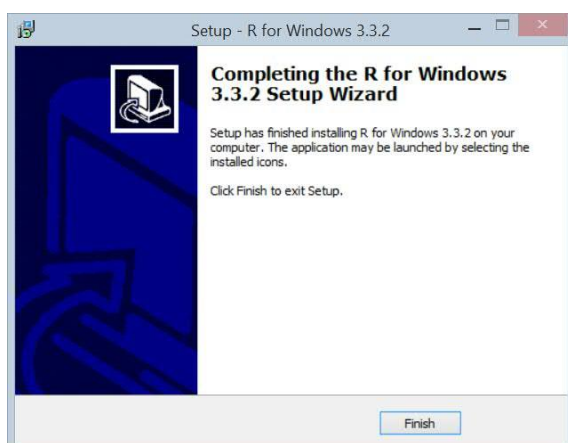 Setup - R for Windows 3.3.2
Completing the R for Windows
3.3.2 Setup Wizard
Setup has finished installing R for Windows 3.3.2 on your
computer. The application may be launched by selecting the
installed icons.
Click Finish to exit Setup.
Finish